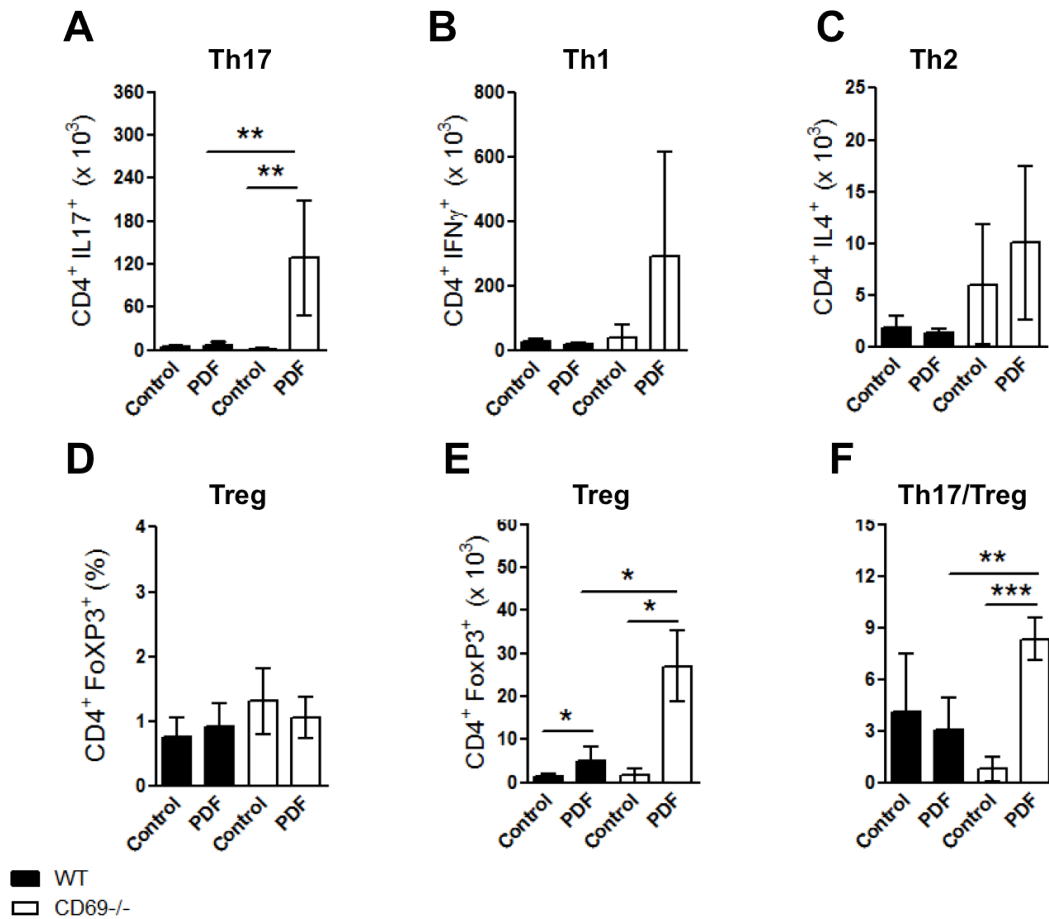 A
Th17
CD4⁺ IL17⁺ (x 10³)
360
300
240
180
120
60
0
**
**
Control
PDF
Control
PDF
B
Th1
CD4⁺ IFNγ⁺ (x 10³)
800
600
400
200
0
Control
PDF
Control
PDF
C
Th2
CD4⁺ IL4⁺ (x 10³)
25
20
15
10
5
0
Control
PDF
Control
PDF
D
Treg
CD4⁺ FoXP3⁺ (%)
4
3
2
1
0
Control
PDF
Control
PDF
E
Treg
CD4⁺ FoxP3⁺ (x 10³)
60
50
40
30
20
10
0
*
*
*
Control
PDF
Control
PDF
F
Th17/Treg
15
12
9
6
3
0
**
***
Control
PDF
Control
PDF
WT
CD69-/-